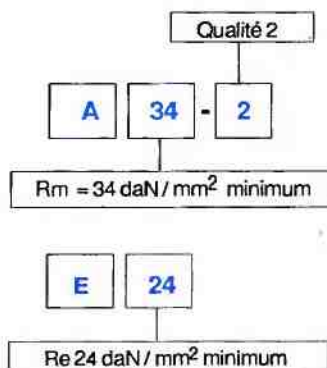 Qualité 2
A 34 - 2
Rm = 34 daN / mm² minimum
E 24
Re 24 daN / mm² minimum